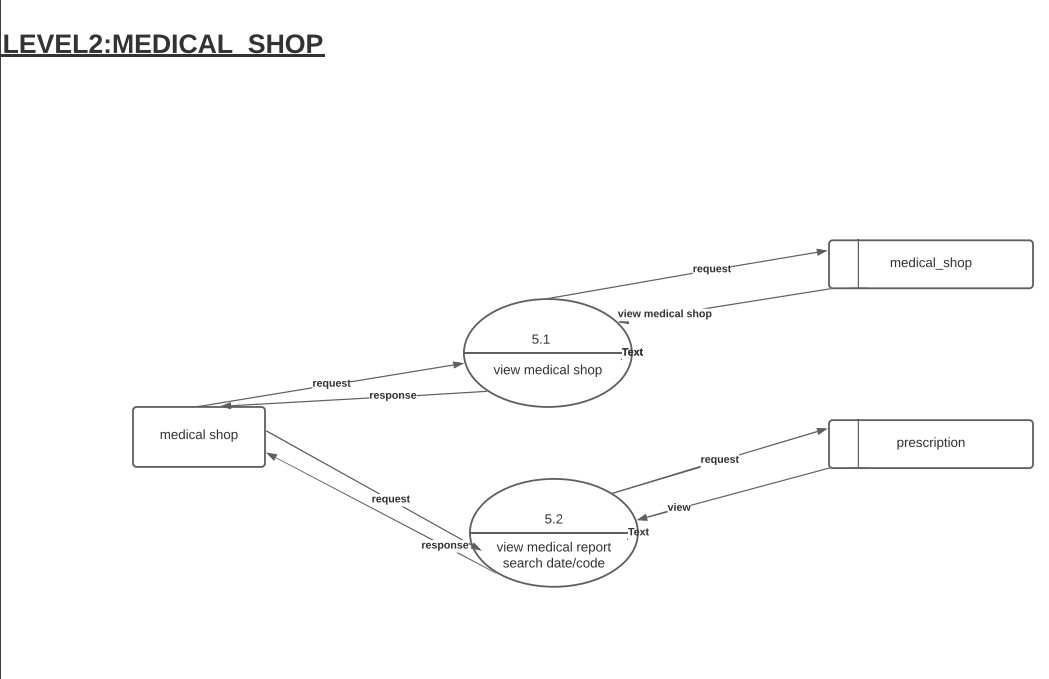 LEVEL2:MEDICAL_SHOP
request
medical_shop
view medical shop
5.1
Text
view medical shop
request
response
medical shop
request
response
5.2
Text
view medical report
search date/code
request
view
prescription